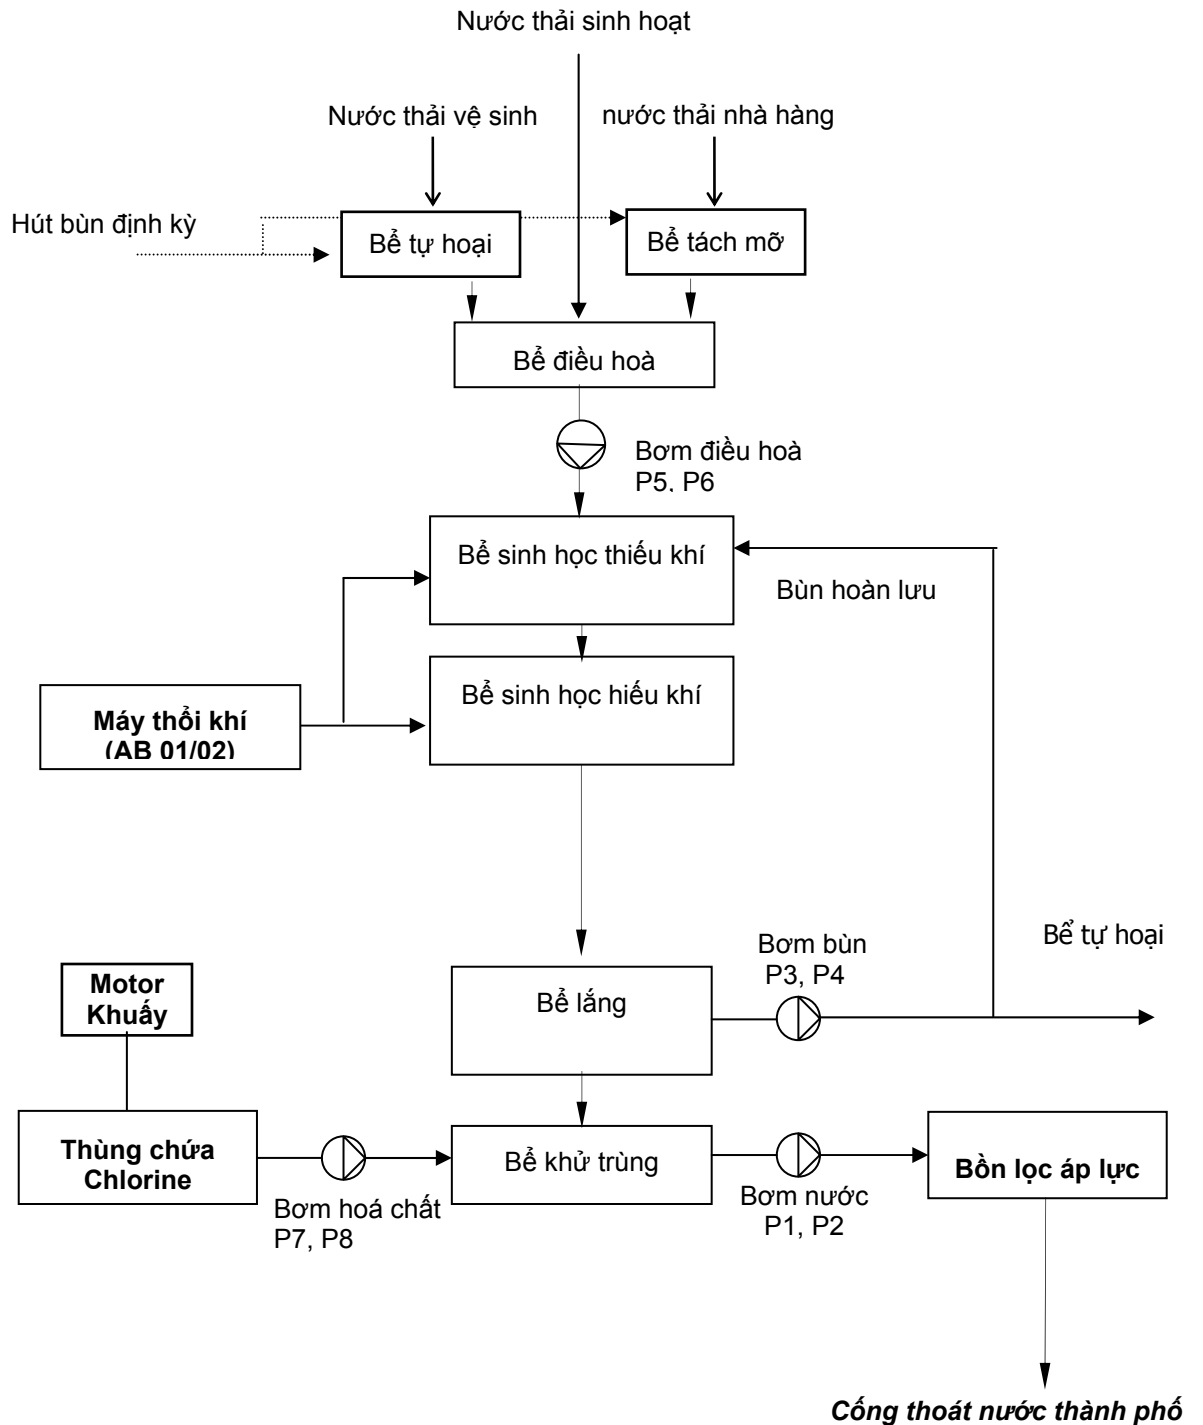 Nước thải sinh hoạt
Nước thải vệ sinh
nước thải nhà hàng
Hút bùn định kỳ
Bể tự hoại
Bể tách mỡ
Bể điều hoà
Bơm điều hoà
P5, P6
Bể sinh học thiếu khí
Bùn hoàn lưu
Bể sinh học hiếu khí
Máy thổi khí
(AB 01/02)
Bể tự hoại
Bơm bùn
P3, P4
Motor
Khuấy
Bể lắng
Thùng chứa
Chlorine
Bể khử trùng
Bồn lọc áp lực
Bơm hoá chất
P7, P8
Bơm nước
P1, P2
Cống thoát nước thành phố